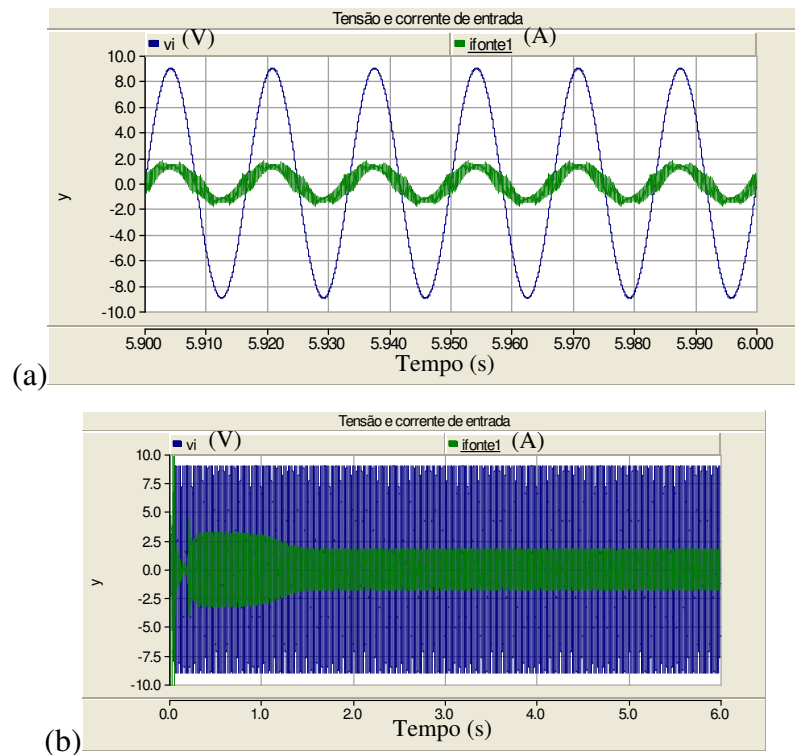 Tensão e corrente de entrada
vi (V) ifonte1 (A)
10.0
8.0
6.0
4.0
2.0
0.0
-2.0
-4.0
-6.0
-8.0
-10.0
y
5.900 5.910 5.920 5.930 5.940 5.950 5.960 5.970 5.980 5.990 6.000
Tempo (s)
(a)
Tensão e corrente de entrada
vi (V) ifonte1 (A)
10.0
7.5
5.0
2.5
0.0
-2.5
-5.0
-7.5
-10.0
y
0.0 1.0 2.0 3.0 4.0 5.0 6.0
Tempo (s)
(b)